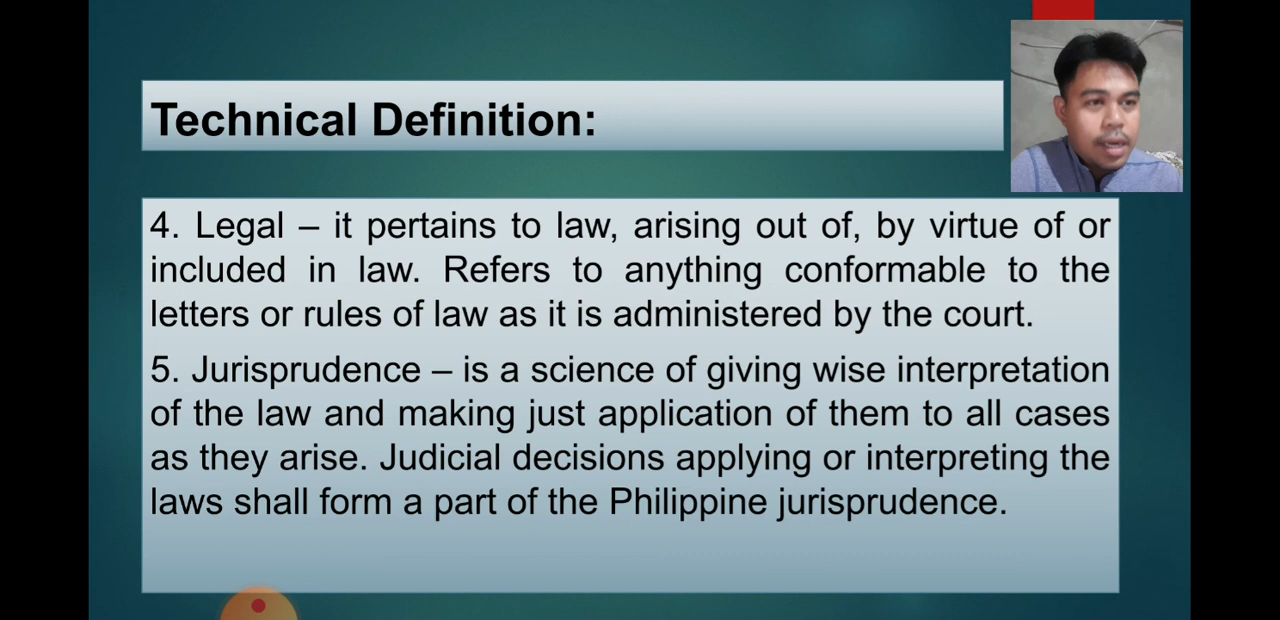 Technical Definition:
4. Legal – it pertains to law, arising out of, by virtue of or
included in law. Refers to anything conformable to the
letters or rules of law as it is administered by the court.
5. Jurisprudence – is a science of giving wise interpretation
of the law and making just application of them to all cases
as they arise. Judicial decisions applying or interpreting the
laws shall form a part of the Philippine jurisprudence.